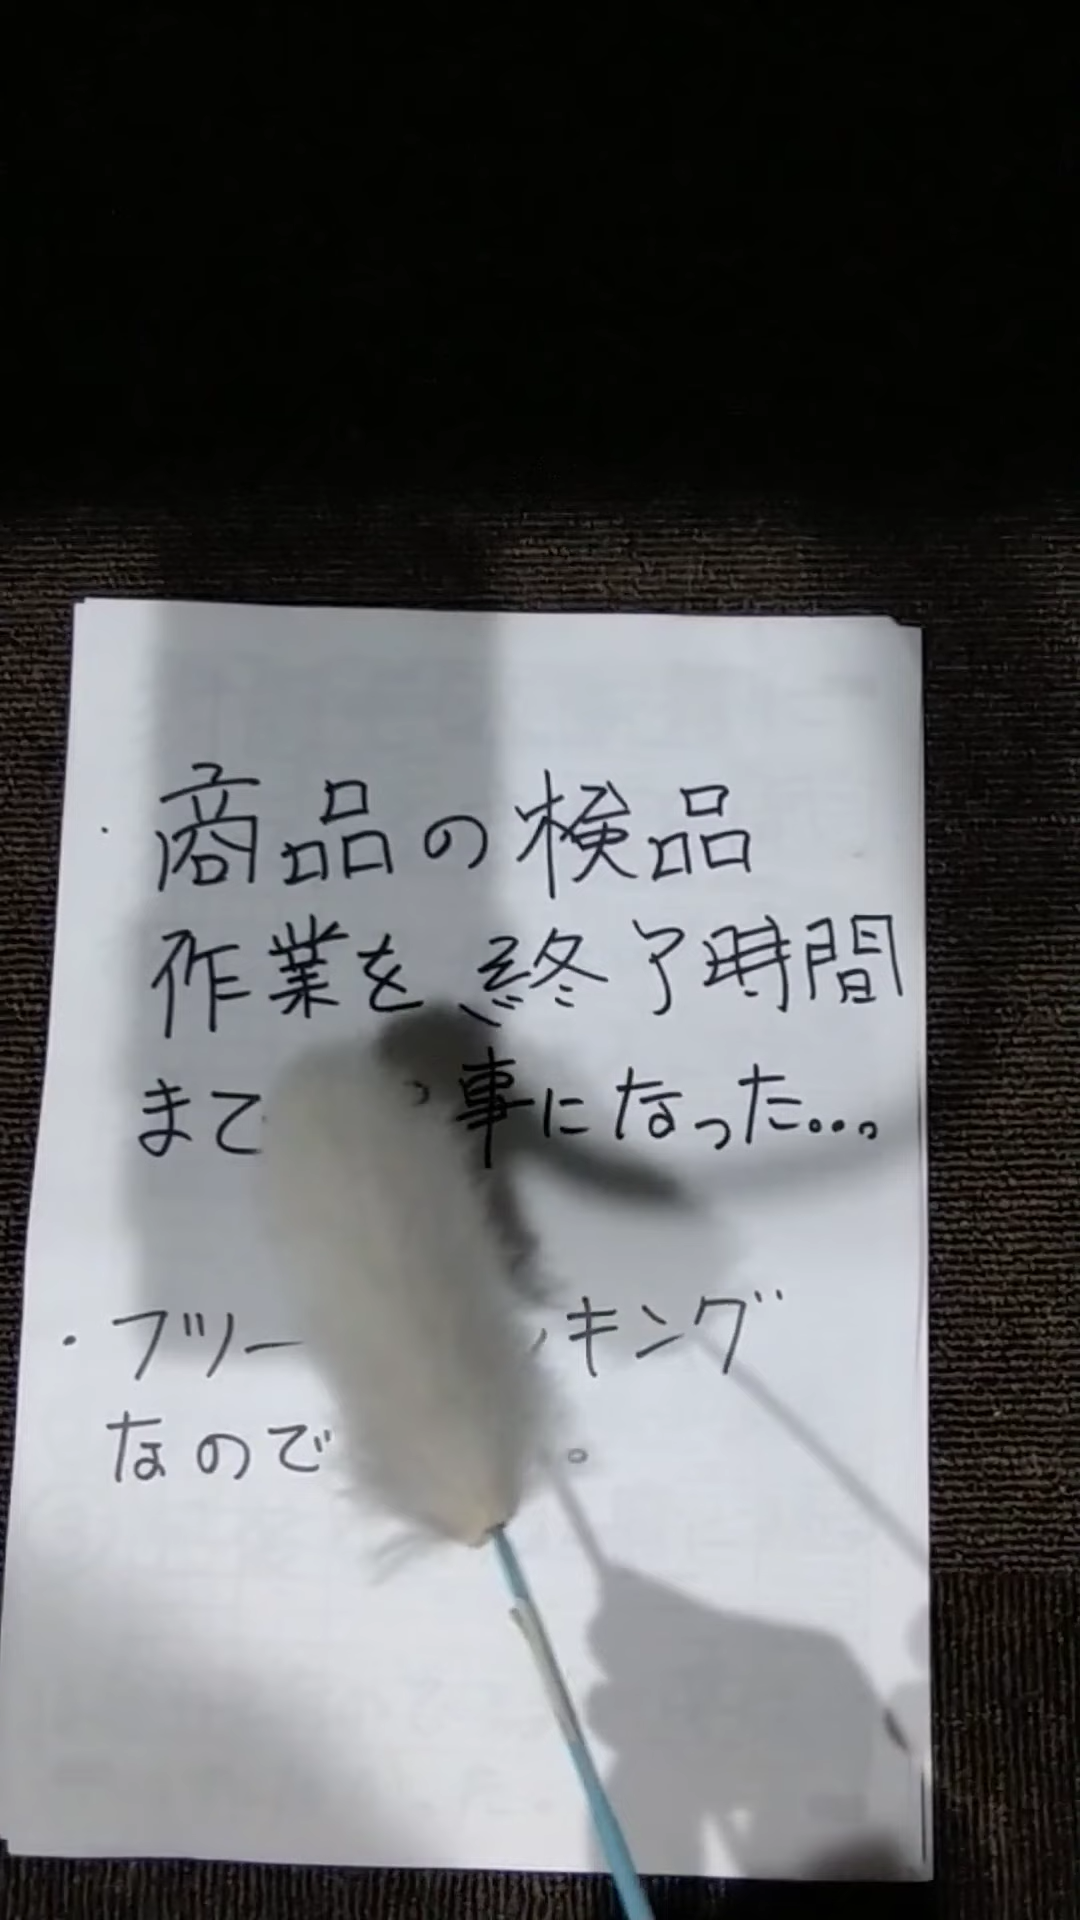 ・商品の検品
作業を終了時間
まで 事になった...。
・フリー キング
なので 。